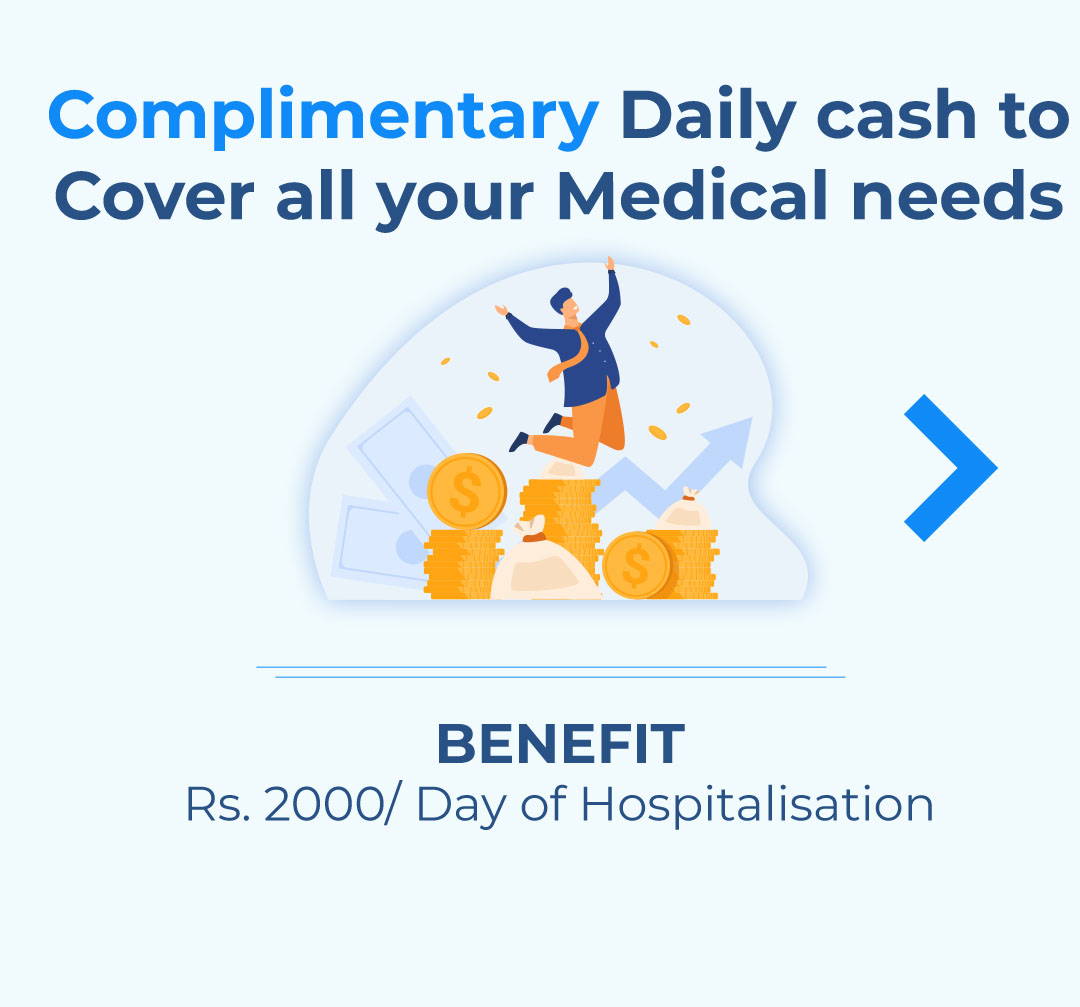 Complimentary Daily cash to
Cover all your Medical needs
$
$
BENEFIT
Rs. 2000/ Day of Hospitalisation